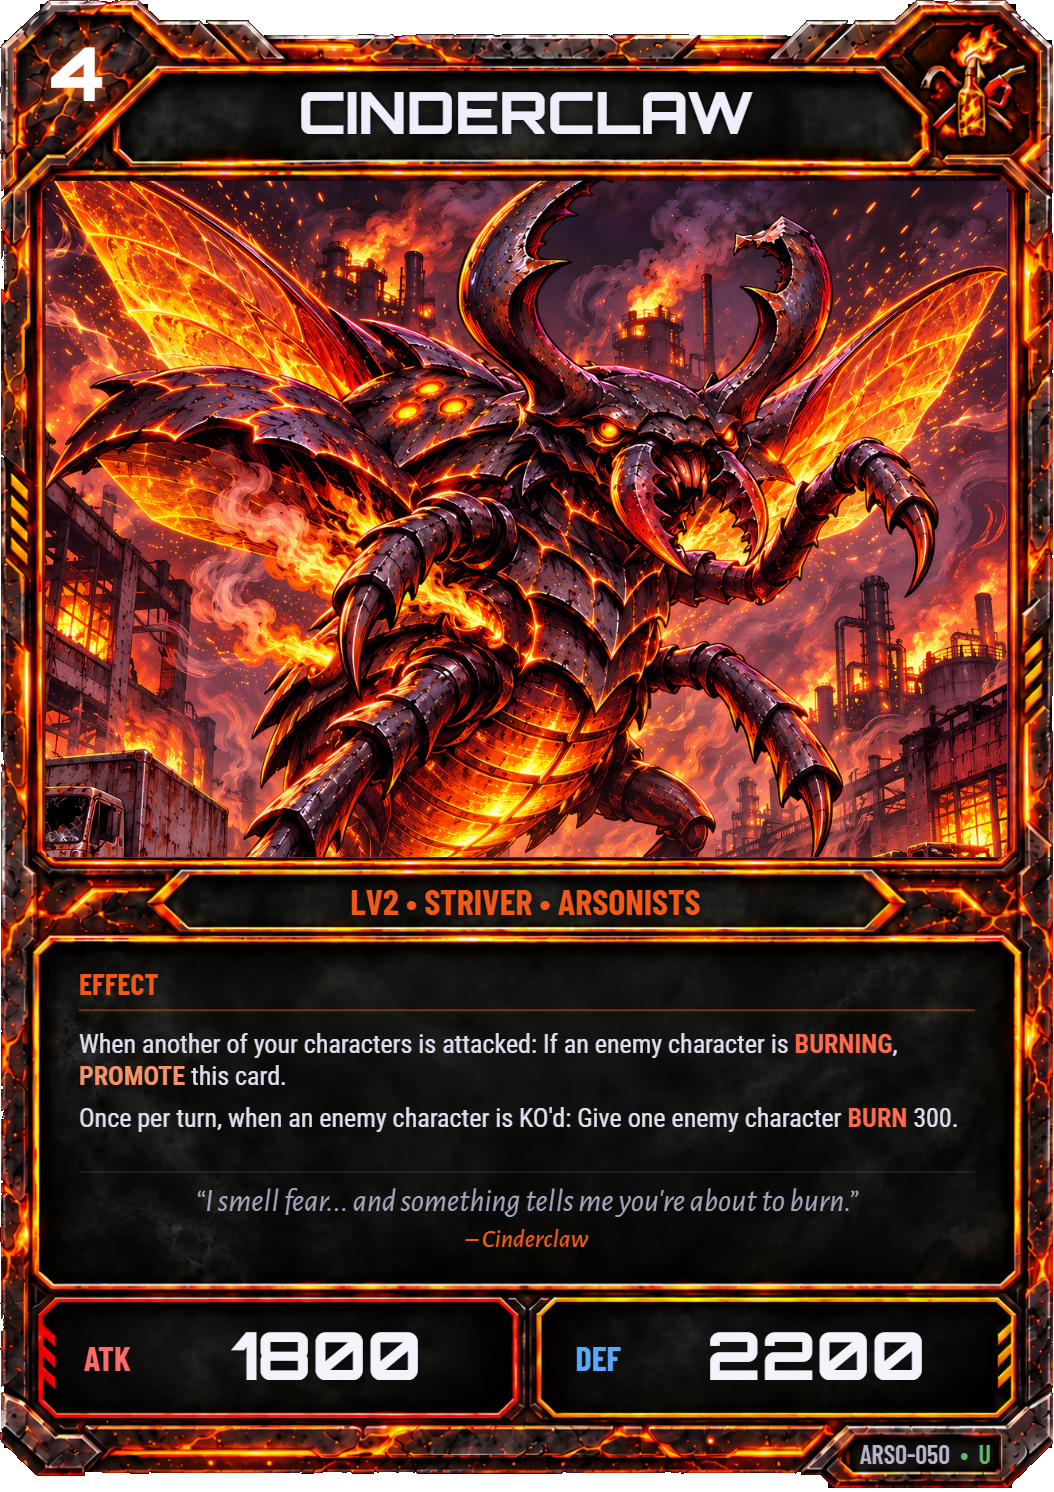 4
CINDERCLAW
LV2 • STRIVER • ARSONISTS
EFFECT
When another of your characters is attacked: If an enemy character is BURNING,
PROMOTE this card.
Once per turn, when an enemy character is KO'd: Give one enemy character BURN 300.
“I smell fear... and something tells me you're about to burn.”
– Cinderclaw
ATK 1800
DEF 2200
ARSO-050 • U